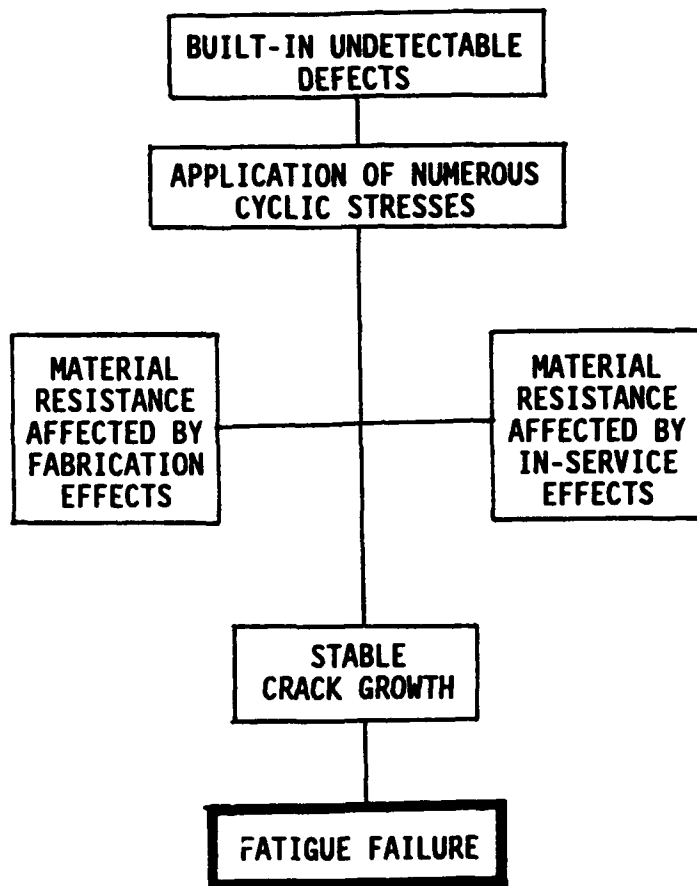 BUILT-IN UNDETECTABLE
DEFECTS
APPLICATION OF NUMEROUS
CYCLIC STRESSES
MATERIAL
RESISTANCE
AFFECTED BY
FABRICATION
EFFECTS
MATERIAL
RESISTANCE
AFFECTED BY
IN-SERVICE
EFFECTS
STABLE
CRACK GROWTH
FATIGUE FAILURE